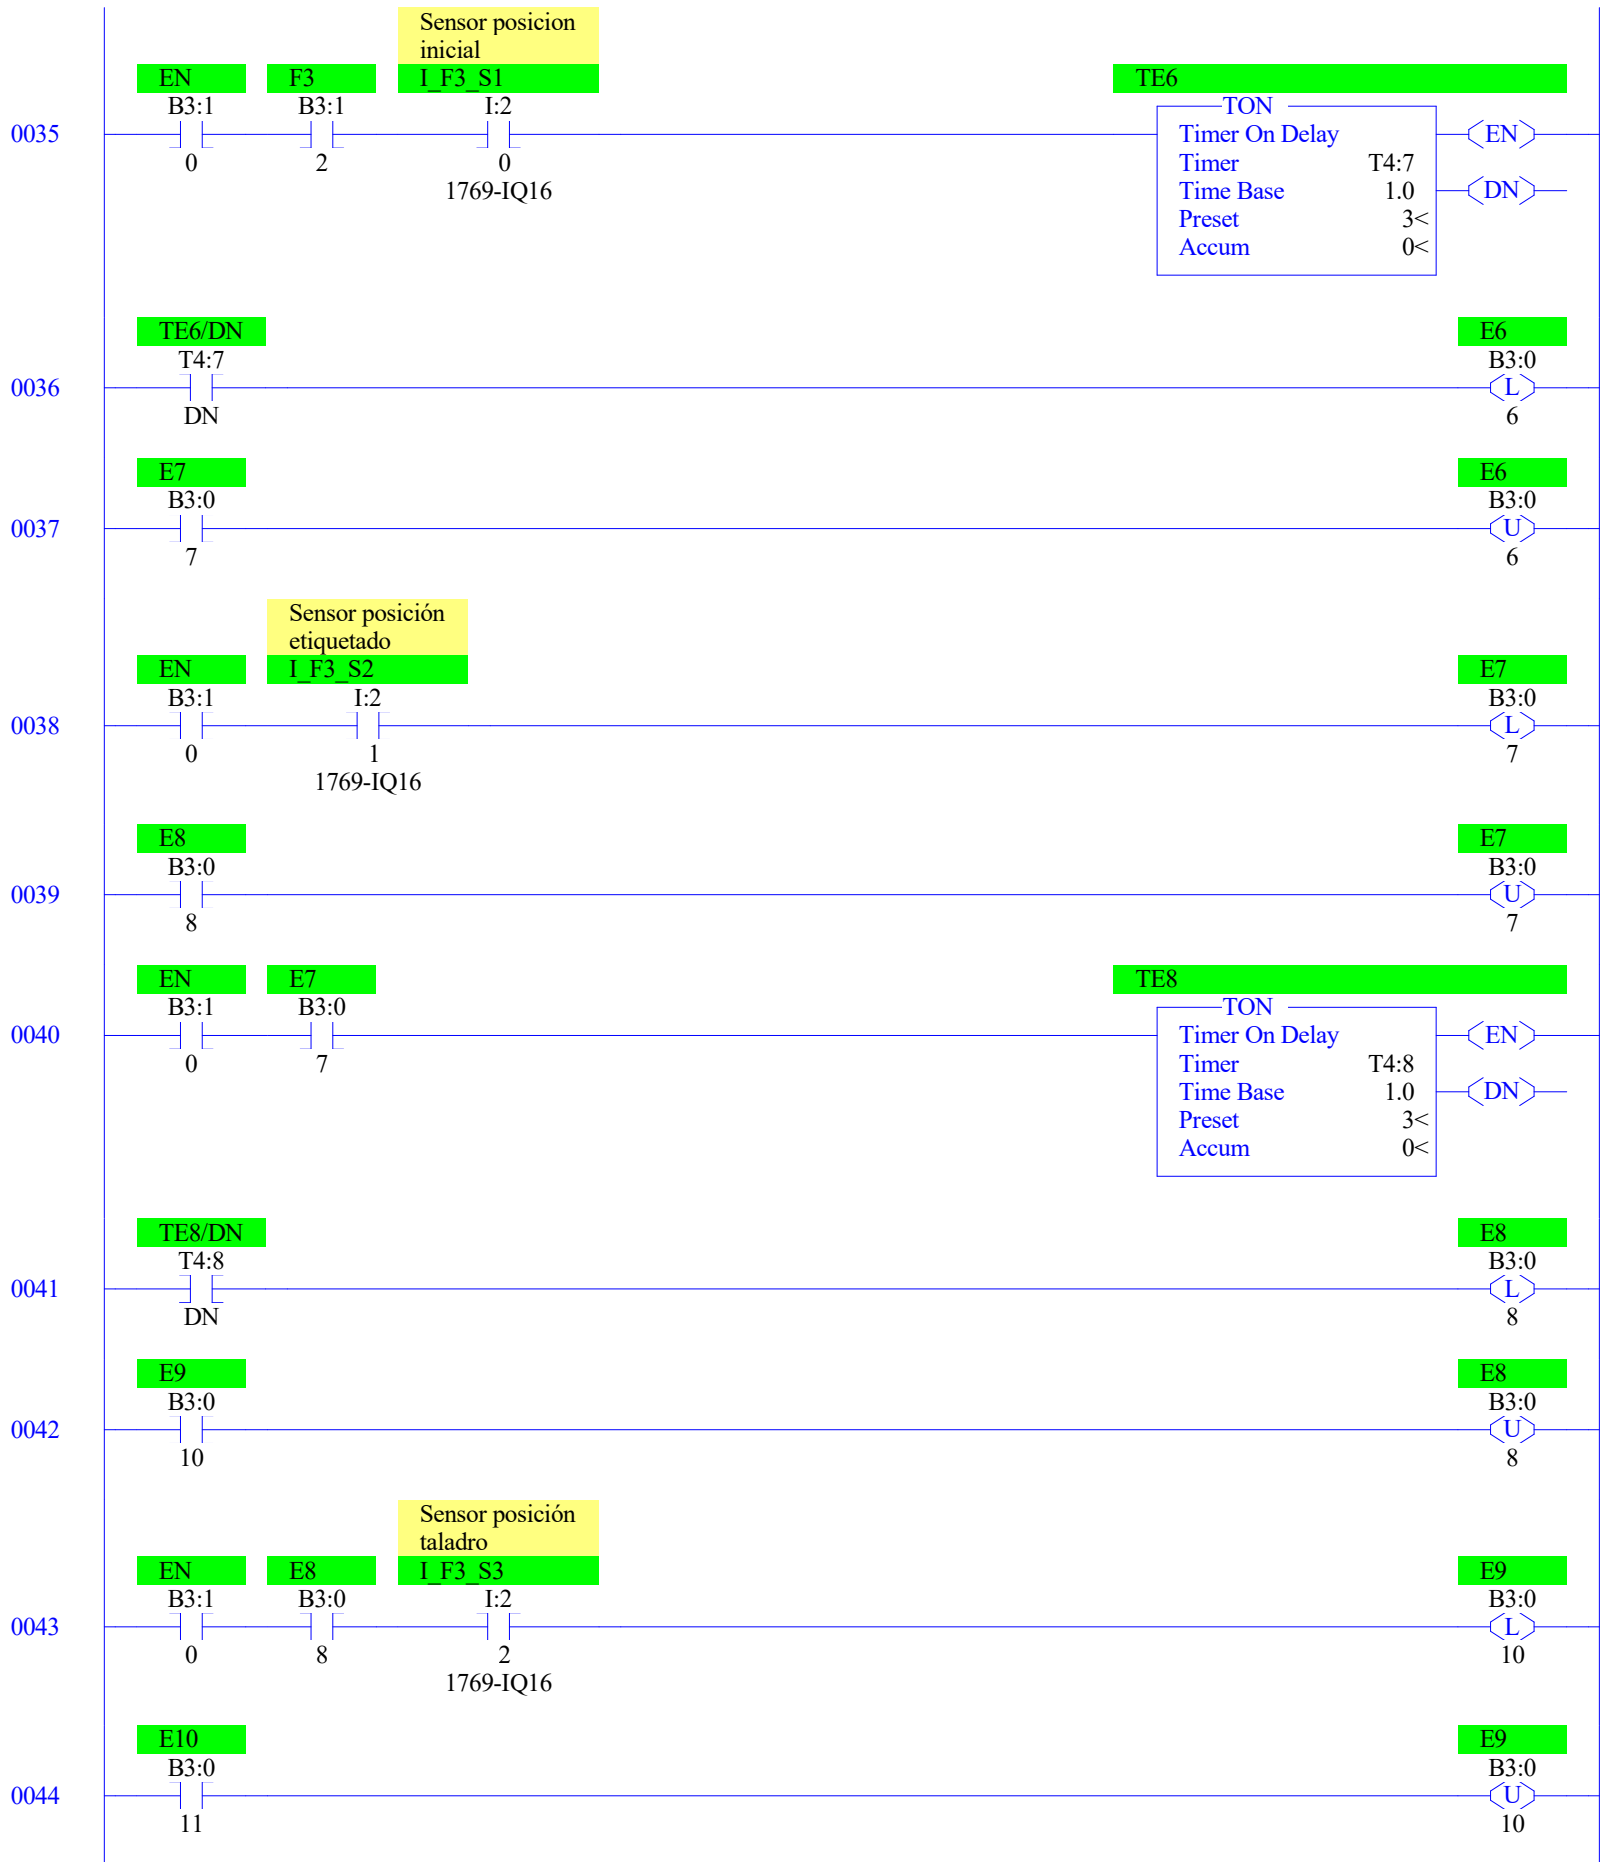 Sensor posicion
inicial
EN F3 I_F3_S1 TE6
B3:1 B3:1 I:2 TON
0035 Timer On Delay EN
0 2 0 Timer T4:7
1769-IQ16 Time Base 1.0 DN
Preset 3<
Accum 0<
TE6/DN E6
T4:7 B3:0
0036 L
DN 6
E7 E6
B3:0 B3:0
0037 U
7 6
Sensor posición
etiquetado
EN I_F3_S2 E7
B3:1 I:2 B3:0
0038 L
0 1 7
1769-IQ16
E8 E7
B3:0 B3:0
0039 U
8 7
EN E7 TE8
B3:1 B3:0 TON
0040 Timer On Delay EN
0 7 Timer T4:8
Time Base 1.0 DN
Preset 3<
Accum 0<
TE8/DN E8
T4:8 B3:0
0041 L
DN 8
E9 E8
B3:0 B3:0
0042 U
10 8
Sensor posición
taladro
EN E8 I_F3_S3 E9
B3:1 B3:0 I:2 B3:0
0043 L
0 8 2 10
1769-IQ16
E10 E9
B3:0 B3:0
0044 U
11 10